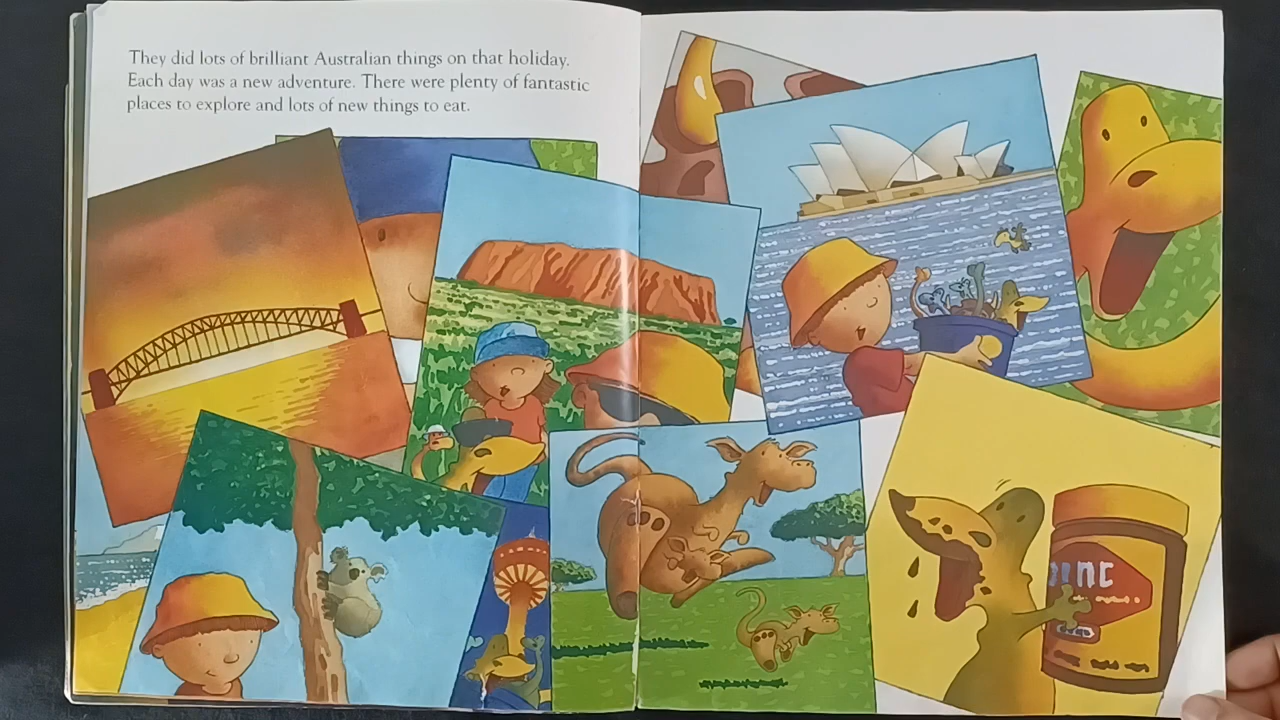 They did lots of brilliant Australian things on that holiday.
Each day was a new adventure. There were plenty of fantastic
places to explore and lots of new things to eat.